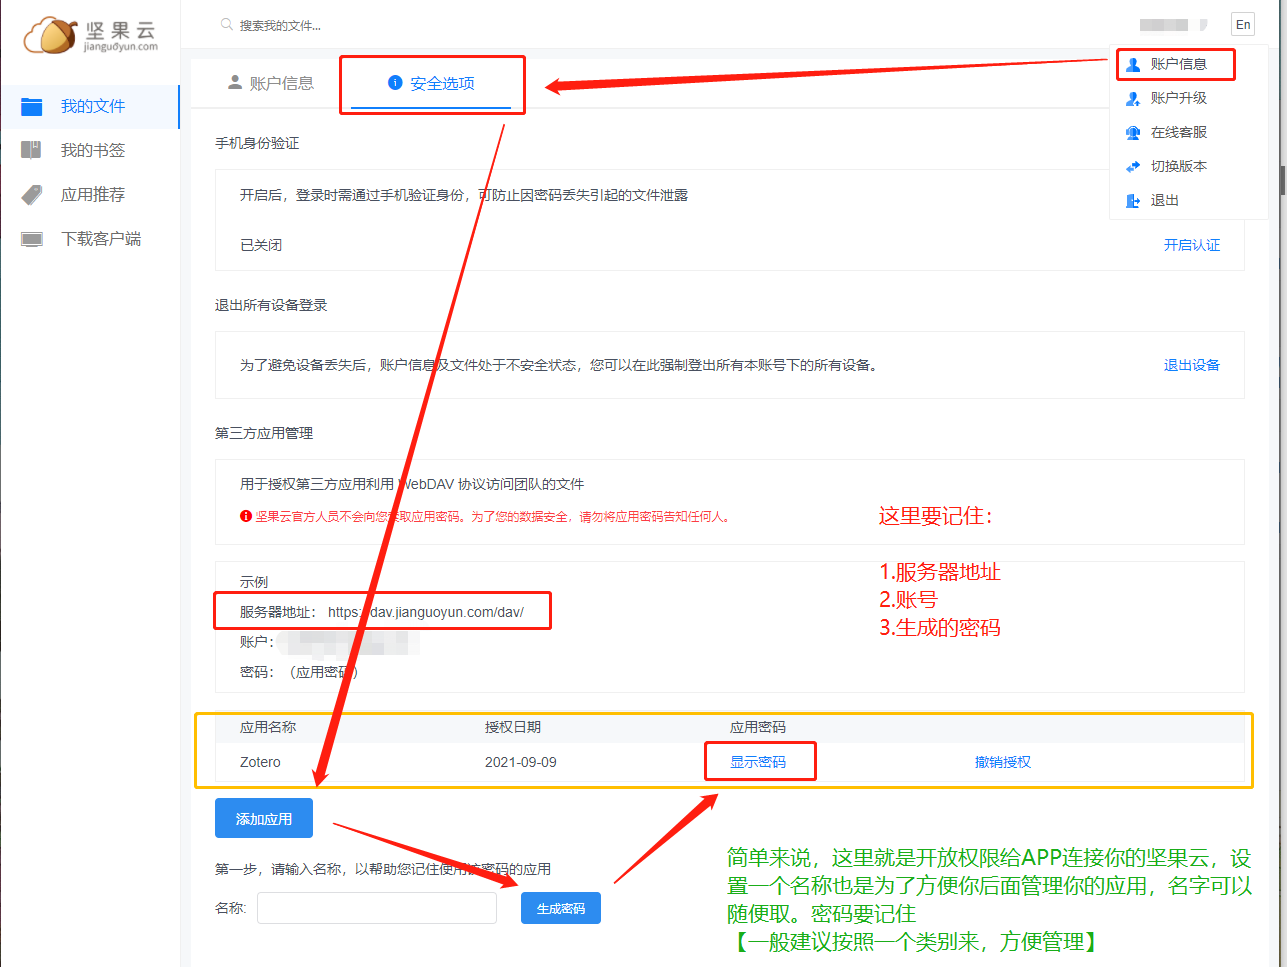 坚果云
jianguoyun.com
搜索我的文件...
En
我的文件
我的书签
应用推荐
下载客户端
账户信息
安全选项
账户信息
账户升级
在线客服
切换版本
退出
手机身份验证
开启后，登录时需通过手机验证身份，可防止因密码丢失引起的文件泄露
已关闭
开启认证
退出所有设备登录
为了避免设备丢失后，账户信息及文件处于不安全状态，您可以在此强制登出所有本账号下的所有设备。
退出设备
第三方应用管理
用于授权第三方应用利用 WebDAV 协议访问团队的文件
坚果云官方人员不会向您索取应用密码。为了您的数据安全，请勿将应用密码告知任何人。
这里要记住：
1.服务器地址
2.账号
3.生成的密码
示例
服务器地址： https://dav.jianguoyun.com/dav/
账户：
密码：（应用密码）
应用名称 授权日期 应用密码
Zotero 2021-09-09 显示密码 撤销授权
添加应用
第一步，请输入名称，以帮助您记住使用该密码的应用
名称:
生成密码
简单来说，这里就是开放权限给APP连接你的坚果云，设
置一个名称也是为了方便你后面管理你的应用，名字可以
随便取。密码要记住
【一般建议按照一个类别来，方便管理】